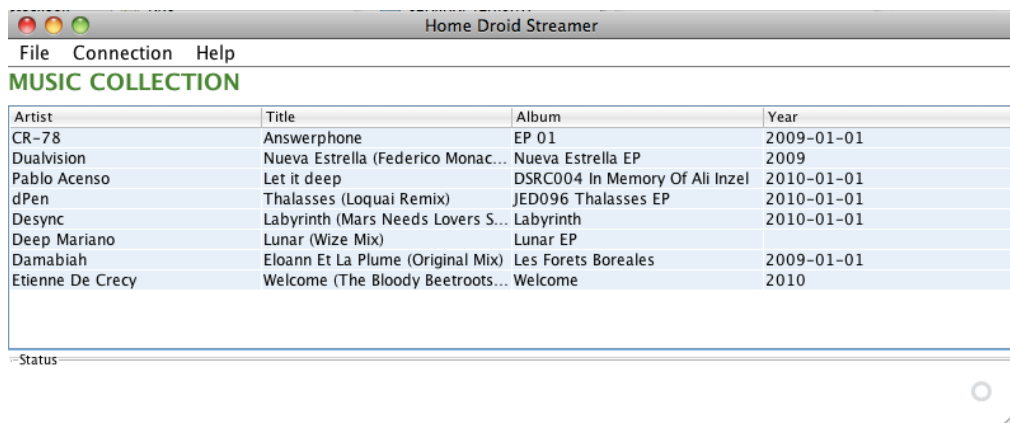 Home Droid Streamer
File Connection Help
MUSIC COLLECTION
Artist Title Album Year
CR-78 Answerphone EP 01 2009-01-01
Dualvision Nueva Estrella (Federico Monac... Nueva Estrella EP 2009
Pablo Acenso Let it deep DSRC004 In Memory Of Ali Inzel 2010-01-01
dPen Thalasses (Loquai Remix) JED096 Thalasses EP 2010-01-01
Desync Labyrinth (Mars Needs Lovers S... Labyrinth 2010-01-01
Deep Mariano Lunar (Wize Mix) Lunar EP
Damabiah Eloann Et La Plume (Original Mix) Les Forets Boreales 2009-01-01
Etienne De Crecy Welcome (The Bloody Beetroots... Welcome 2010
Status